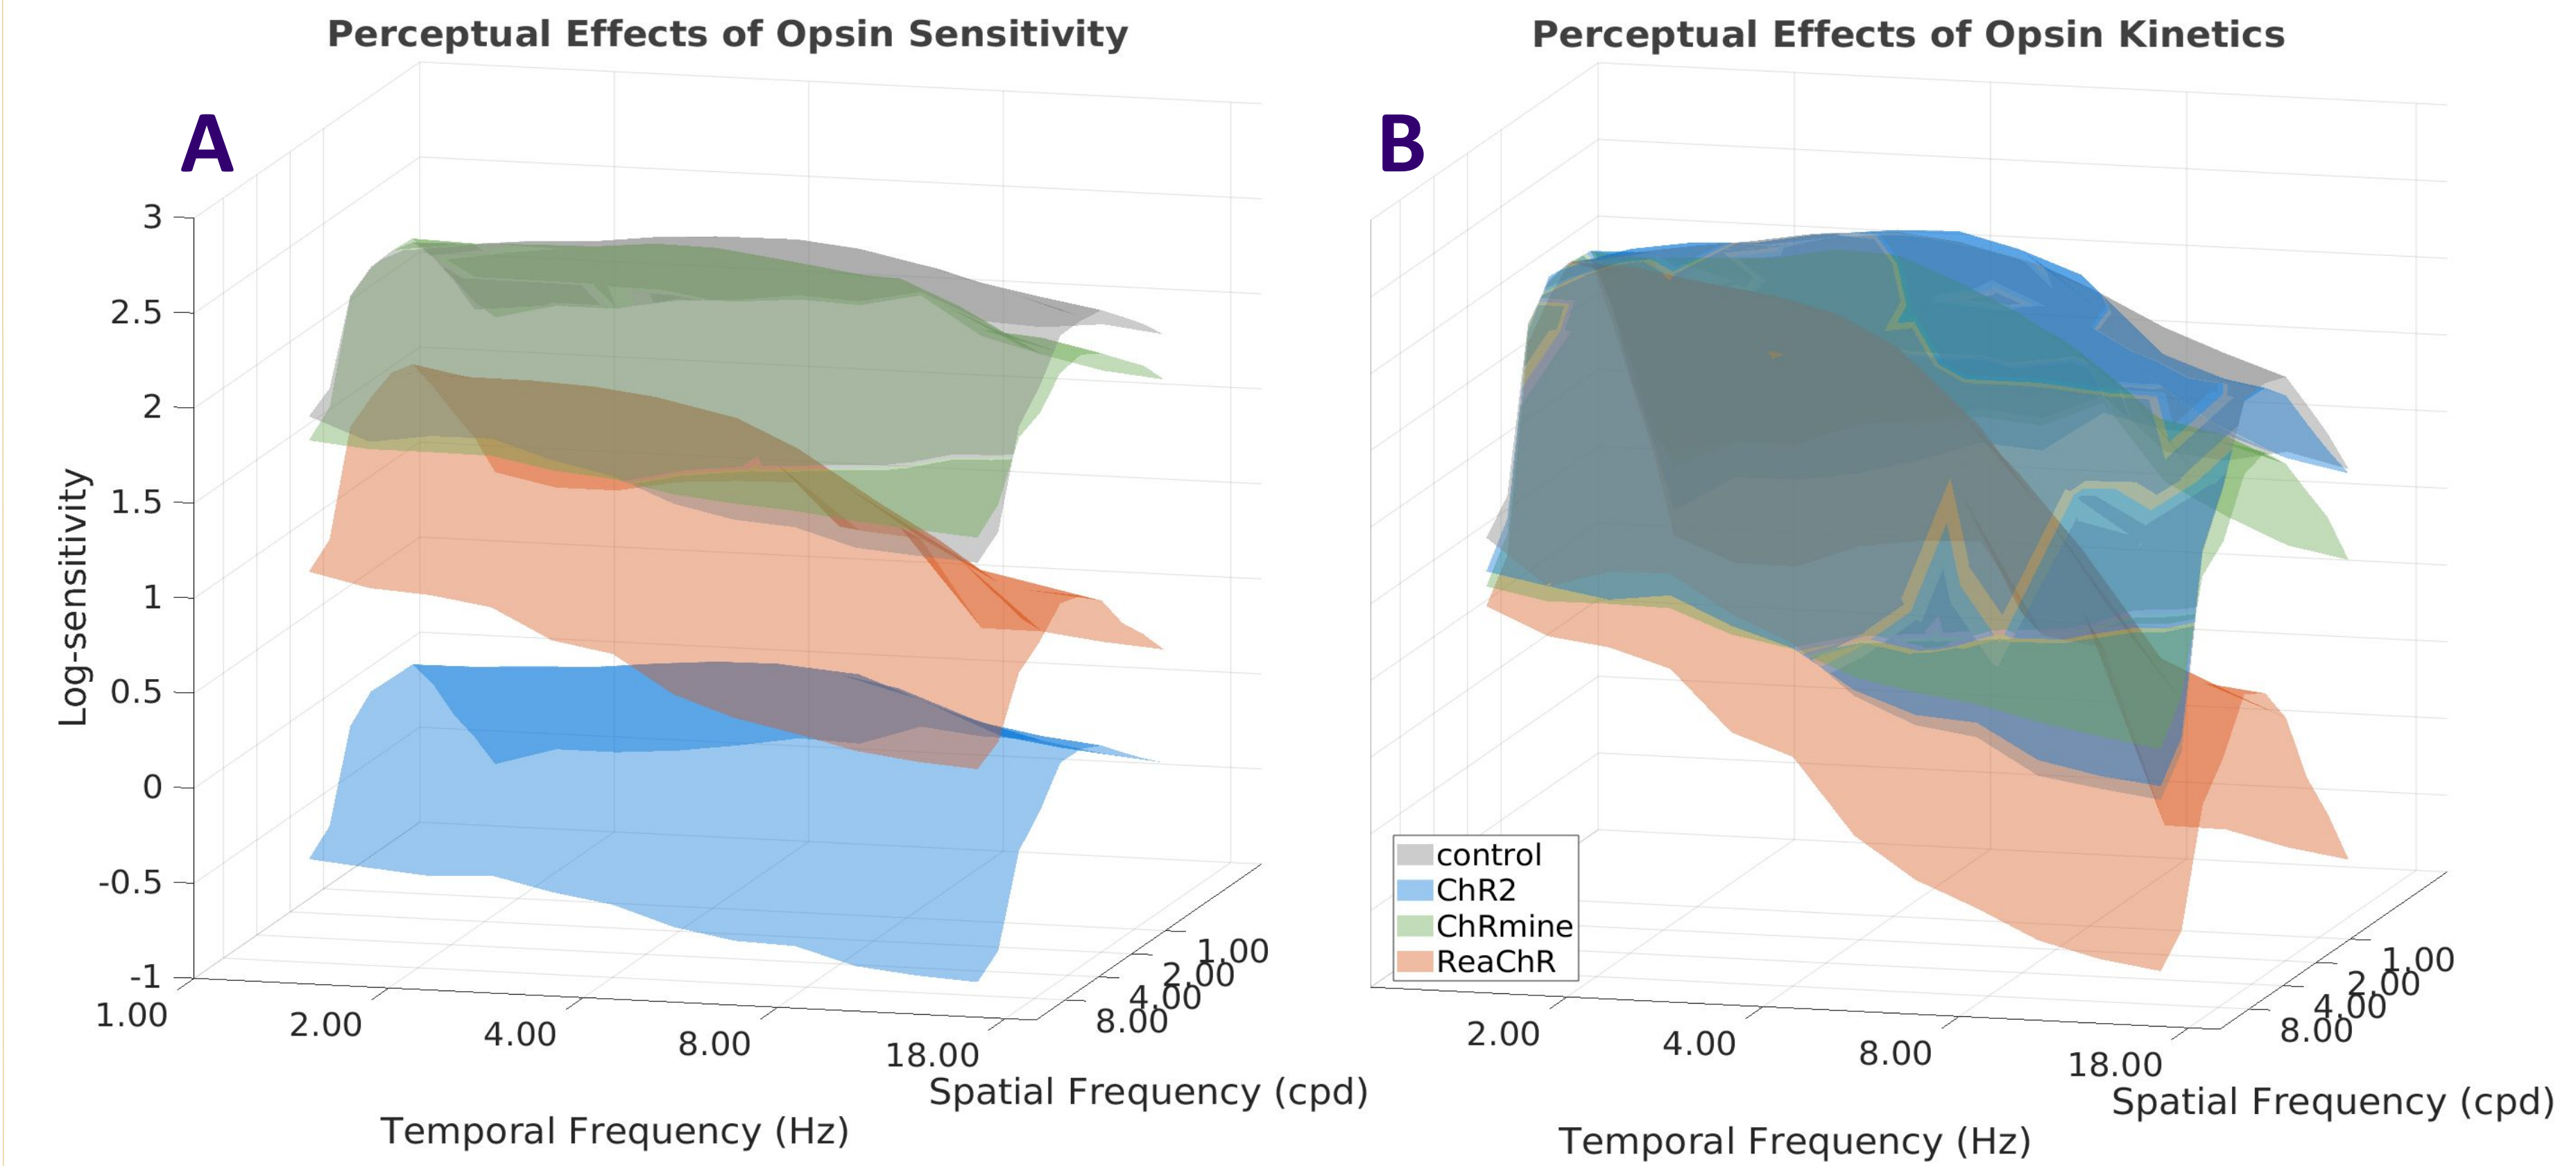 Perceptual Effects of Opsin Sensitivity
A
3
2.5
2
1.5
1
0.5
0
-0.5
-1
Log-sensitivity
1.00
2.00
4.00
8.00
18.00
Temporal Frequency (Hz)
1.00
2.00
4.00
8.00
Spatial Frequency (cpd)
Perceptual Effects of Opsin Kinetics
B
control
ChR2
ChRmine
ReaChR
2.00
4.00
8.00
18.00
Temporal Frequency (Hz)
1.00
2.00
4.00
8.00
Spatial Frequency (cpd)